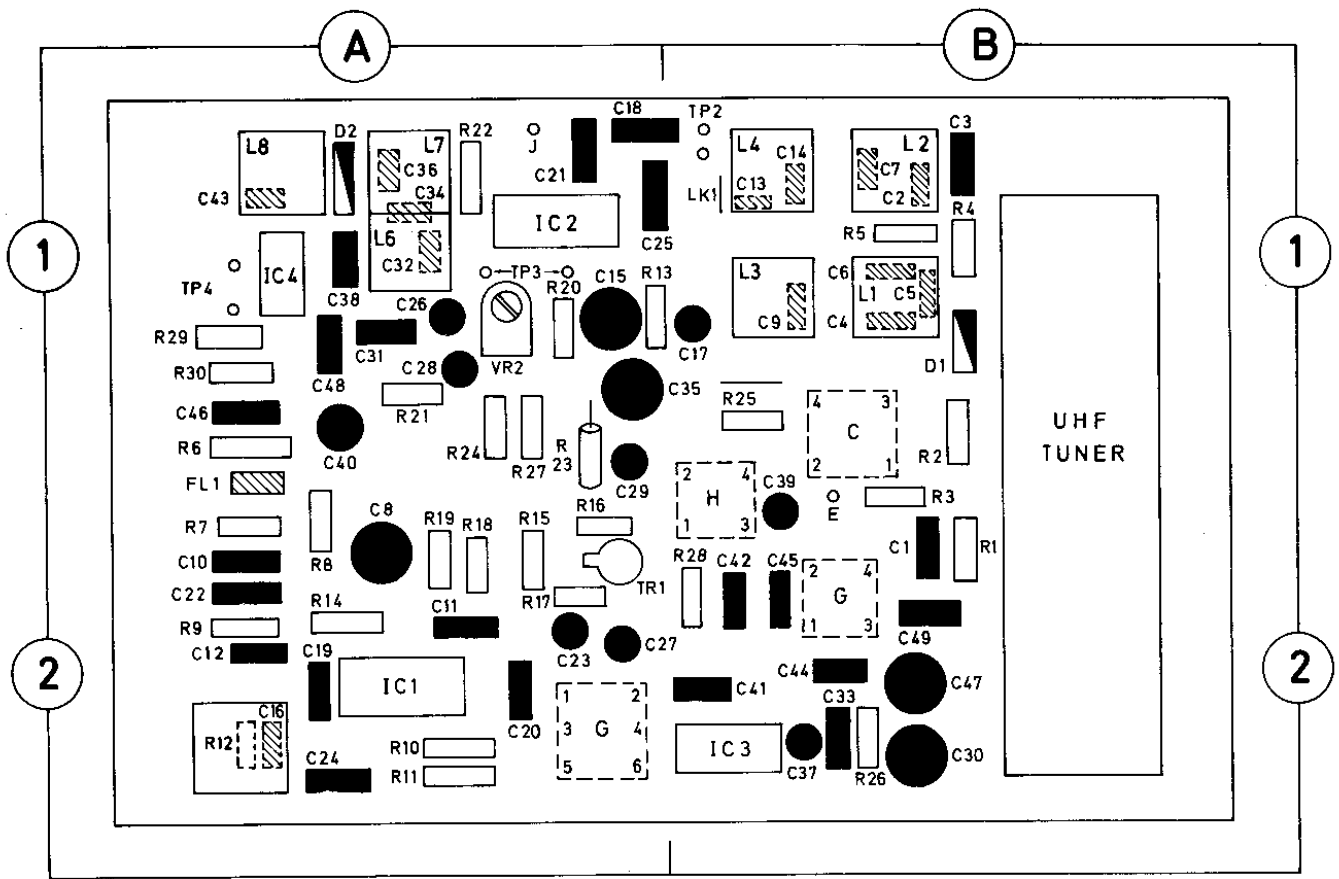 A B
C18 TP2
L8 D2 L7 R22 J L4 C14 L2 C3
C36 C21 C7
C43 C34 LK1 C13 C2
IC2 R5 R4
L6 C25
1 C32 1
IC4 TP3 C15 R13 L3 C6
TP4 C38 C26 R20 L1 C5
C9 C4
R29 C31 C17
C28 VR2 D1
R30 C48 C35
R21 R25 4 3
C46 C UHF
R6 R24 R27 R 2 1 R2 TUNER
C40 23
FL1 C29 2 4 C39
H E R3
R7 C8 R19 R18 R15 R16 1 3
C10 R8 R28 C42 C45 C1 R1
TR1 2 4
C22 R14 C11 R17 G
R9 1 3
C12 C19 C23 C27 C49
2 C44 2
IC1 1 2 C41 C33 C47
C16 C20 3 G 4
R12 R10 IC3
C24 R11 5 6 C37 R26 C30